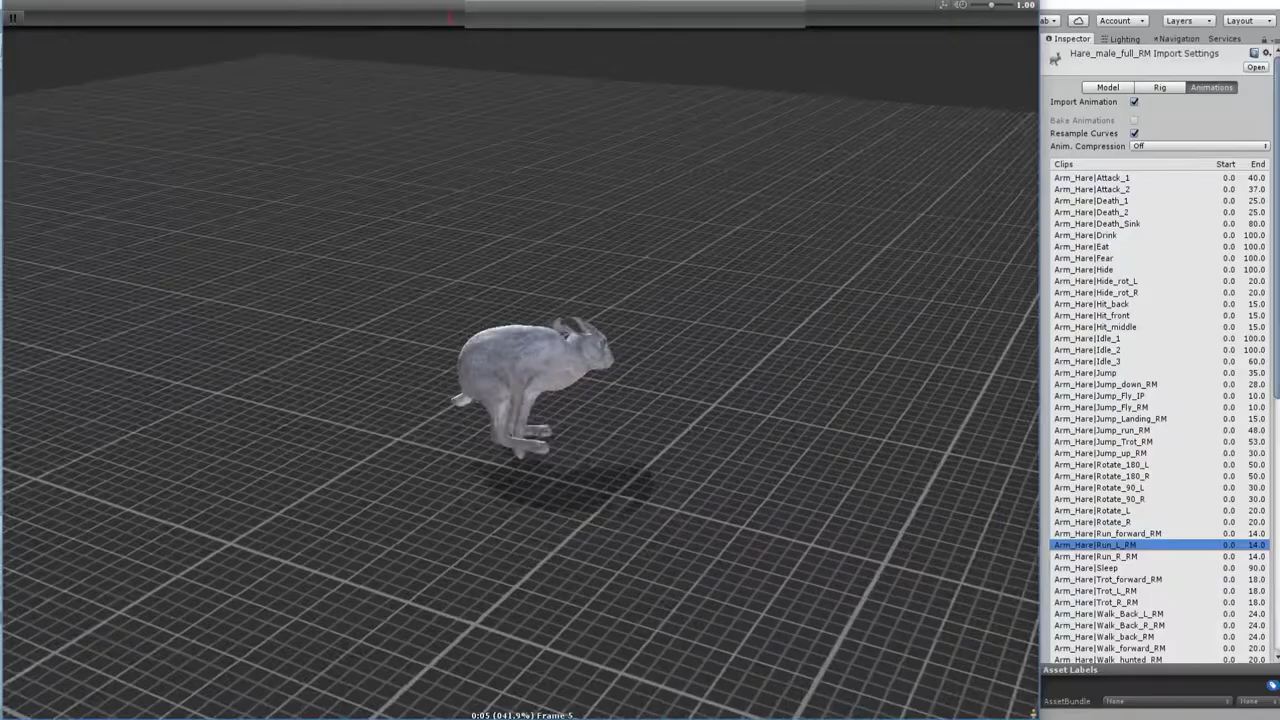 1.00
ab Account Layers Layout
Inspector Lighting Navigation Services
Hare_male_full_RM Import Settings
Open
Model Rig Animations
Import Animation
Bake Animations
Resample Curves
Anim. Compression Off
Clips Start End
Arm_Hare|Attack_1 0.0 40.0
Arm_Hare|Attack_2 0.0 37.0
Arm_Hare|Death_1 0.0 25.0
Arm_Hare|Death_2 0.0 25.0
Arm_Hare|Death_Sink 0.0 80.0
Arm_Hare|Drink 0.0 100.0
Arm_Hare|Eat 0.0 100.0
Arm_Hare|Fear 0.0 100.0
Arm_Hare|Hide 0.0 100.0
Arm_Hare|Hide_rot_L 0.0 20.0
Arm_Hare|Hide_rot_R 0.0 20.0
Arm_Hare|Hit_back 0.0 15.0
Arm_Hare|Hit_front 0.0 15.0
Arm_Hare|Hit_middle 0.0 15.0
Arm_Hare|Idle_1 0.0 100.0
Arm_Hare|Idle_2 0.0 100.0
Arm_Hare|Idle_3 0.0 60.0
Arm_Hare|Jump 0.0 35.0
Arm_Hare|Jump_down_RM 0.0 28.0
Arm_Hare|Jump_Fly_IP 0.0 10.0
Arm_Hare|Jump_Fly_RM 0.0 10.0
Arm_Hare|Jump_Landing_RM 0.0 15.0
Arm_Hare|Jump_run_RM 0.0 48.0
Arm_Hare|Jump_Trot_RM 0.0 53.0
Arm_Hare|Jump_up_RM 0.0 30.0
Arm_Hare|Rotate_180_L 0.0 50.0
Arm_Hare|Rotate_180_R 0.0 50.0
Arm_Hare|Rotate_90_L 0.0 30.0
Arm_Hare|Rotate_90_R 0.0 30.0
Arm_Hare|Rotate_L 0.0 20.0
Arm_Hare|Rotate_R 0.0 20.0
Arm_Hare|Run_forward_RM 0.0 14.0
Arm_Hare|Run_L_RM 0.0 14.0
Arm_Hare|Run_R_RM 0.0 14.0
Arm_Hare|Sleep 0.0 90.0
Arm_Hare|Trot_forward_RM 0.0 18.0
Arm_Hare|Trot_L_RM 0.0 18.0
Arm_Hare|Trot_R_RM 0.0 18.0
Arm_Hare|Walk_Back_L_RM 0.0 24.0
Arm_Hare|Walk_Back_R_RM 0.0 24.0
Arm_Hare|Walk_back_RM 0.0 24.0
Arm_Hare|Walk_forward_RM 0.0 24.0
Arm_Hare|Walk_hunted_RM 0.0 24.0
Asset Labels
AssetBundle None None
0:05 (041.9%) Frame 5